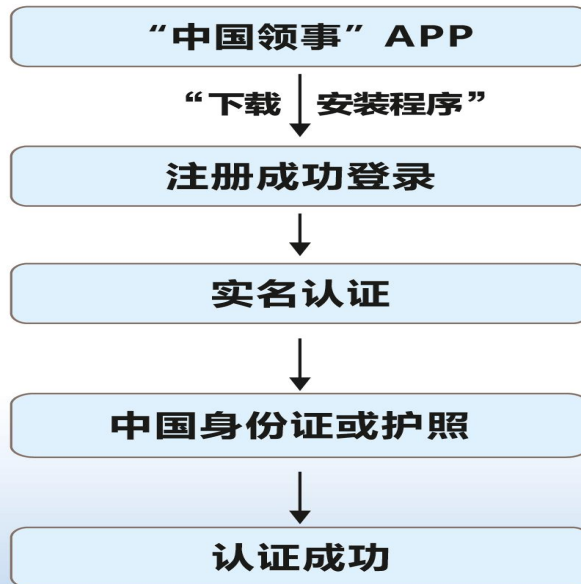 “中国领事” APP
“下载 安装程序”
注册成功登录
实名认证
中国身份证或护照
认证成功